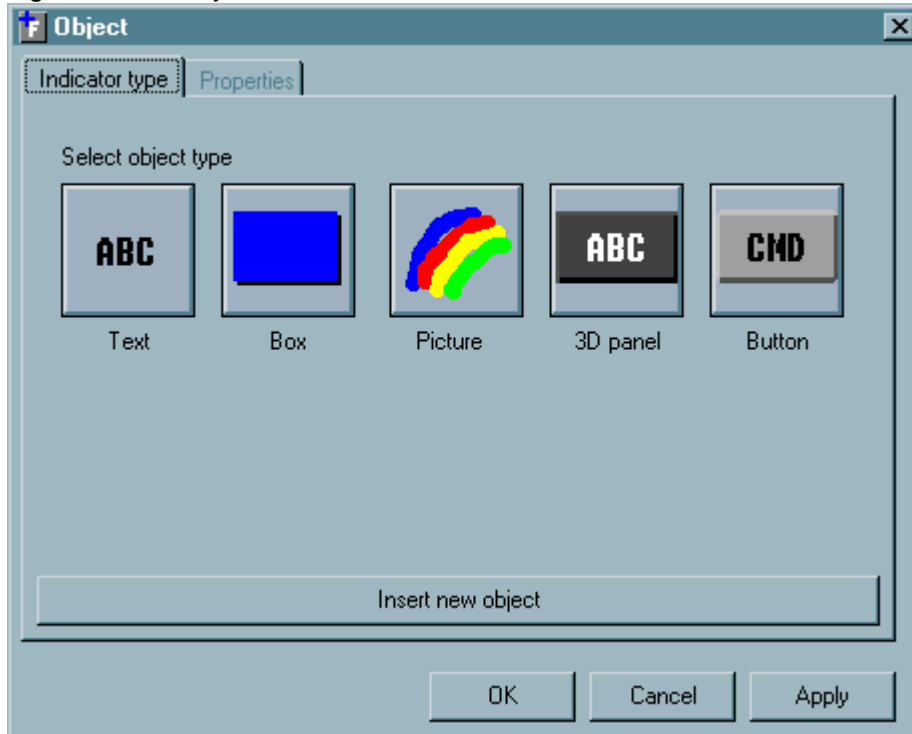 Object
Indicator type Properties
Select object type
ABC ABC CMD
Text Box Picture 3D panel Button
Insert new object
OK Cancel Apply